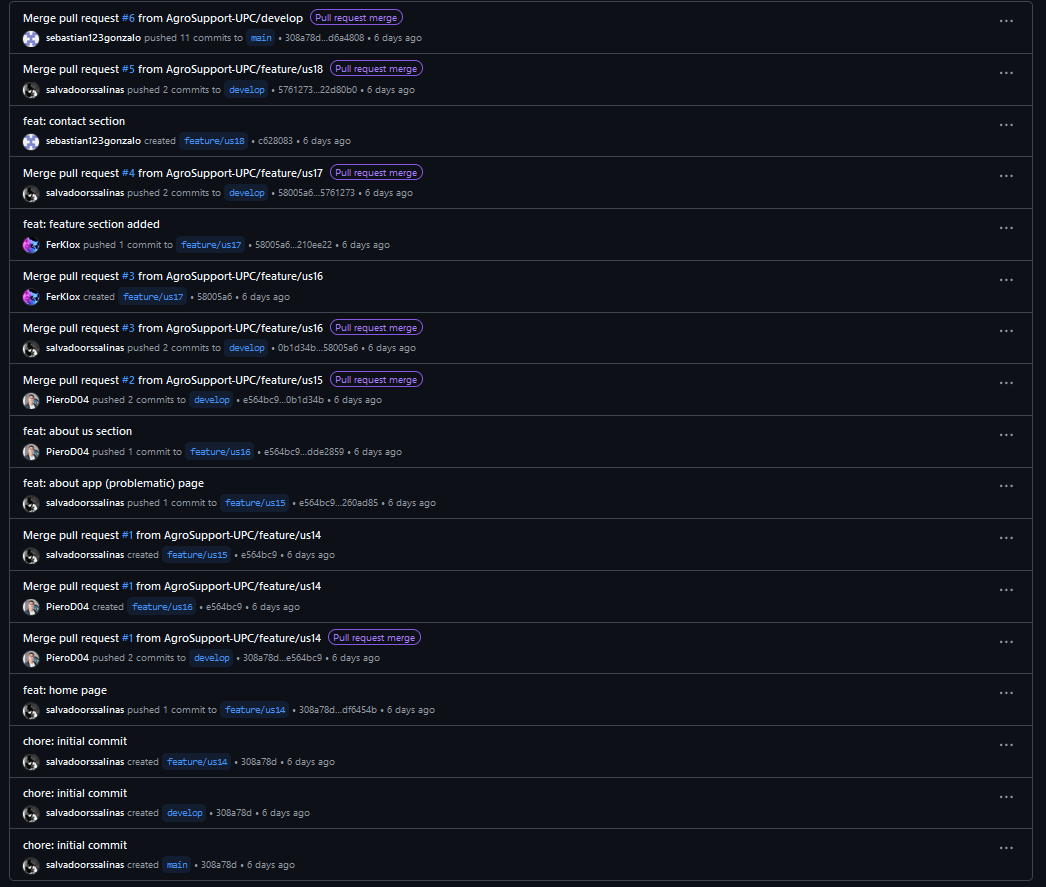 Merge pull request #6 from AgroSupport-UPC/develop Pull request merge
sebastian123gonzalo pushed 11 commits to main • 308a78d...d6a4808 • 6 days ago
Merge pull request #5 from AgroSupport-UPC/feature/us18 Pull request merge
salvadoorssalinas pushed 2 commits to develop • 5761273...22d80b0 • 6 days ago
feat: contact section
sebastian123gonzalo created feature/us18 • c628083 • 6 days ago
Merge pull request #4 from AgroSupport-UPC/feature/us17 Pull request merge
salvadoorssalinas pushed 2 commits to develop • 58005a6...5761273 • 6 days ago
feat: feature section added
FerKlox pushed 1 commit to feature/us17 • 58005a6...210ee22 • 6 days ago
Merge pull request #3 from AgroSupport-UPC/feature/us16
FerKlox created feature/us17 • 58005a6 • 6 days ago
Merge pull request #3 from AgroSupport-UPC/feature/us16 Pull request merge
salvadoorssalinas pushed 2 commits to develop • 0b1d34b...58005a6 • 6 days ago
Merge pull request #2 from AgroSupport-UPC/feature/us15 Pull request merge
PieroD04 pushed 2 commits to develop • e564bc9...0b1d34b • 6 days ago
feat: about us section
PieroD04 pushed 1 commit to feature/us16 • e564bc9...dde2859 • 6 days ago
feat: about app (problematic) page
salvadoorssalinas pushed 1 commit to feature/us15 • e564bc9...260ad85 • 6 days ago
Merge pull request #1 from AgroSupport-UPC/feature/us14
salvadoorssalinas created feature/us15 • e564bc9 • 6 days ago
Merge pull request #1 from AgroSupport-UPC/feature/us14
PieroD04 created feature/us16 • e564bc9 • 6 days ago
Merge pull request #1 from AgroSupport-UPC/feature/us14 Pull request merge
PieroD04 pushed 2 commits to develop • 308a78d...e564bc9 • 6 days ago
feat: home page
salvadoorssalinas pushed 1 commit to feature/us14 • 308a78d...df6454b • 6 days ago
chore: initial commit
salvadoorssalinas created feature/us14 • 308a78d • 6 days ago
chore: initial commit
salvadoorssalinas created develop • 308a78d • 6 days ago
chore: initial commit
salvadoorssalinas created main • 308a78d • 6 days ago